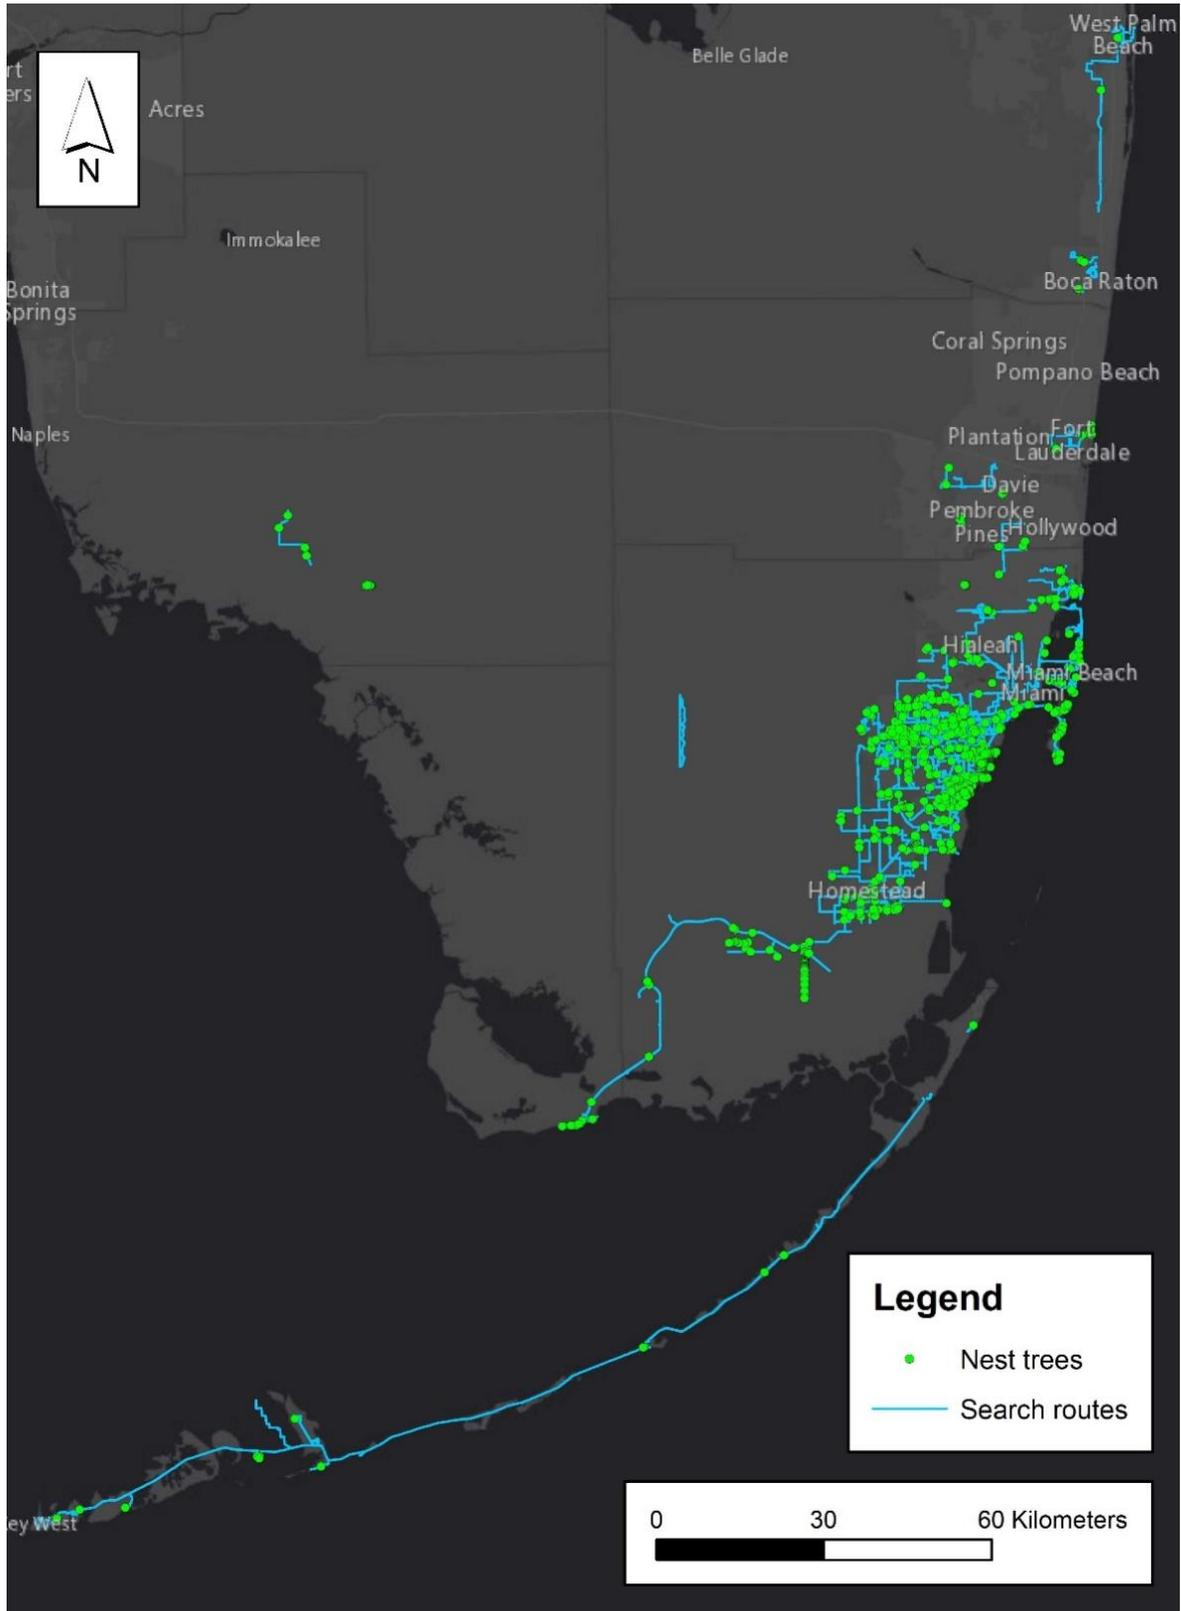 West Palm
Beach
Belle Glade
rt
ers
Acres
N
Immokalee
Bonita
Springs
Boca Raton
Coral Springs
Pompano Beach
Naples
Plantation
Fort
Lauderdale
Davie
Pembroke
Pines
Hollywood
Hialeah
Miami Beach
Miami
Homestead
Legend
Nest trees
Search routes
0 30 60 Kilometers
ey West